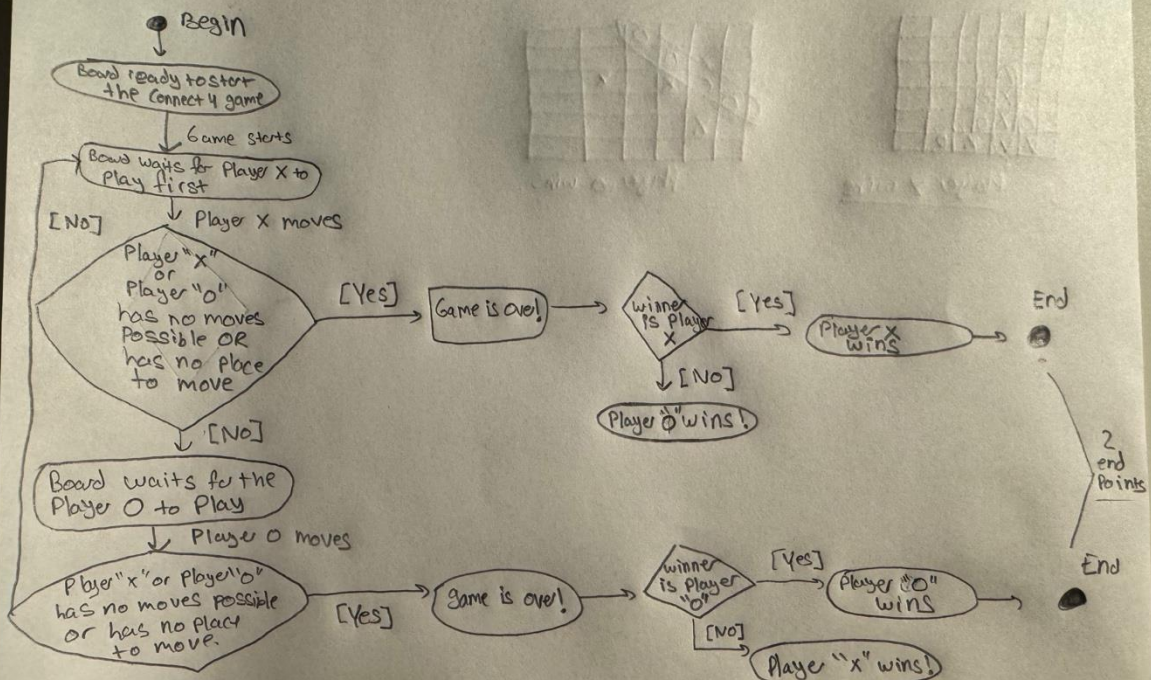 Begin
Board ready to start
the Connect 4 game
Game starts
Board waits for Player X to
Play first
[No]
Player X moves
Player "X"
or
Player "O"
has no moves
Possible OR
has no place
to move
[Yes]
Game is over!
winner
is Player
X
[Yes]
Player X
wins
End
[No]
Player "O" wins!
[No]
Board waits for the
Player O to Play
Player O moves
2
end
Points
Player "X" or Player "O"
has no moves possible
or has no place
to move.
[Yes]
game is over!
winner
is Player
"O"
[Yes]
Player "O"
wins
End
[No]
Player "X" wins!